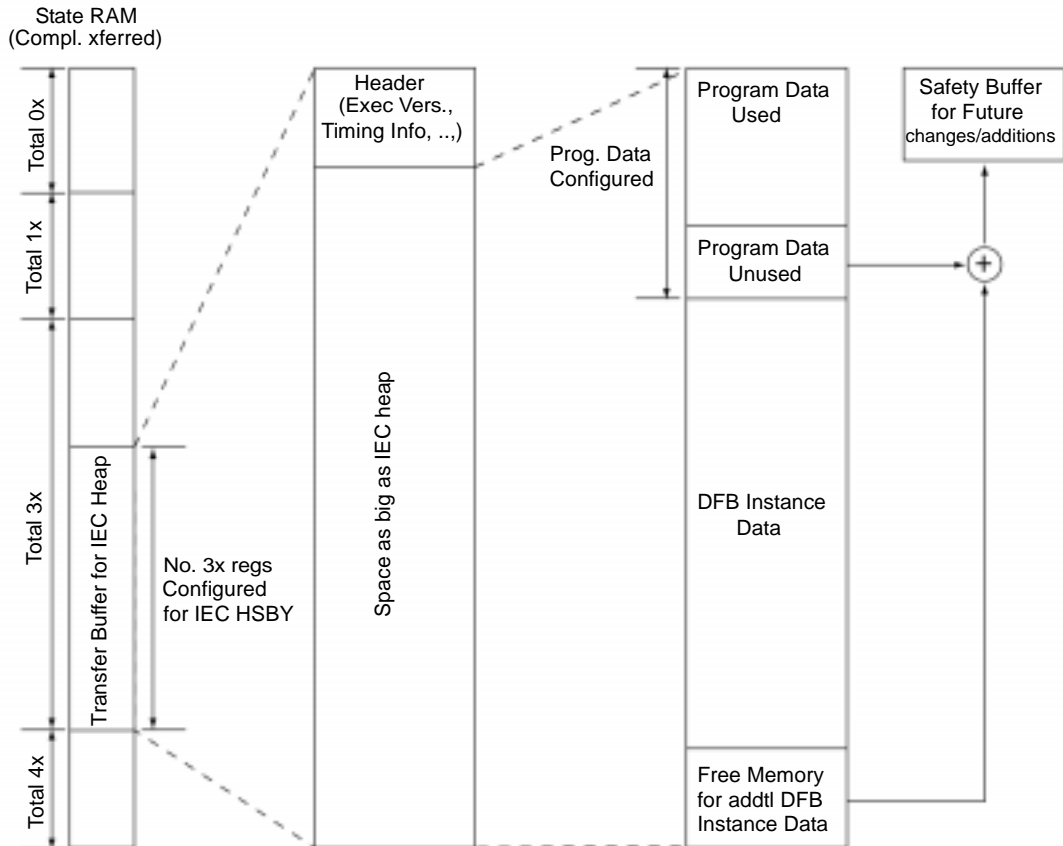 State RAM
(Compl. xferred)
Total 0x
Total 1x
Total 3x
Total 4x
Transfer Buffer for IEC Heap
No. 3x regs
Configured
for IEC HSBY
Header
(Exec Vers.,
Timing Info, ..,)
Space as big as IEC heap
Prog. Data
Configured
Program Data
Used
Program Data
Unused
DFB Instance
Data
Free Memory
for addtl DFB
Instance Data
Safety Buffer
for Future
changes/additions
+